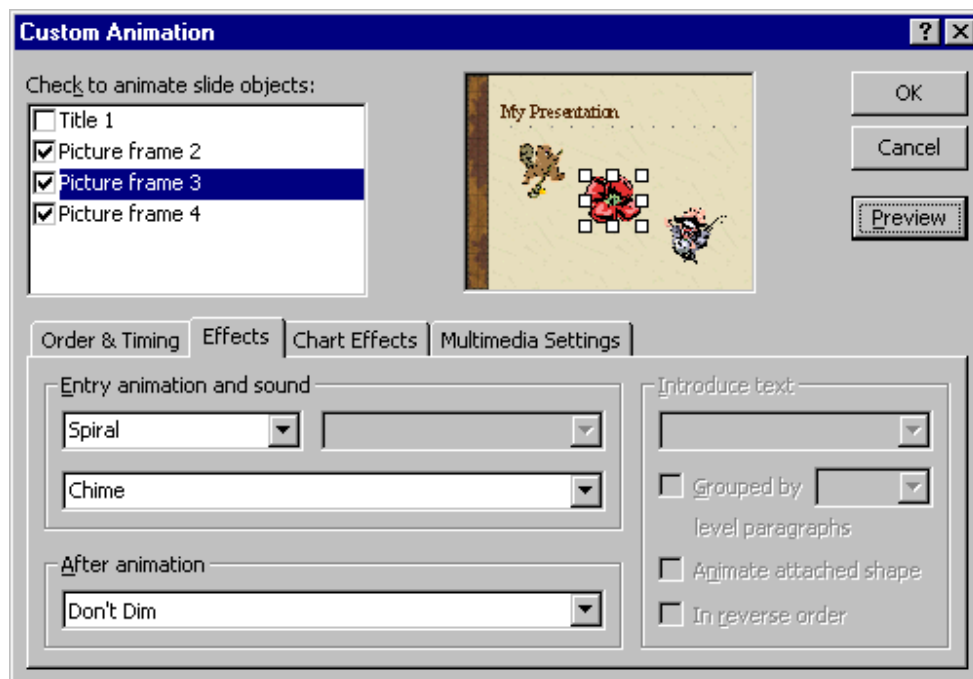 Custom Animation
Check to animate slide objects:
Title 1
Picture frame 2
Picture frame 3
Picture frame 4
My Presentation
OK
Cancel
Preview
Order & Timing
Effects
Chart Effects
Multimedia Settings
Entry animation and sound
Spiral
Chime
After animation
Don't Dim
Introduce text
Grouped by
level paragraphs
Animate attached shape
In reverse order